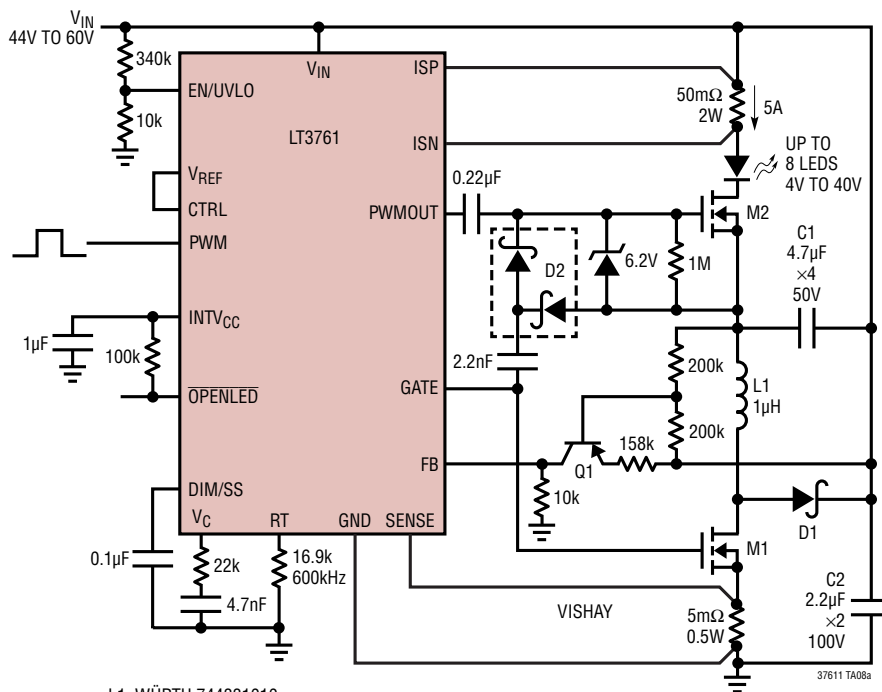 VIN
44V TO 60V
340k
10k
EN/UVLO
VIN
LT3761
ISP
ISN
50mΩ
2W
5A
UP TO
8 LEDS
4V TO 40V
VREF
CTRL
PWM
PWMOUT
0.22µF
M2
D2
6.2V
1M
C1
4.7µF
×4
50V
INTVCC
1µF
100k
OPENLED
2.2nF
GATE
200k
L1
1µH
200k
158k
Q1
FB
10k
D1
DIM/SS
VC
RT
GND
SENSE
0.1µF
22k
4.7nF
16.9k
600kHz
M1
VISHAY
5mΩ
0.5W
C2
2.2µF
×2
100V
37611 TA08a